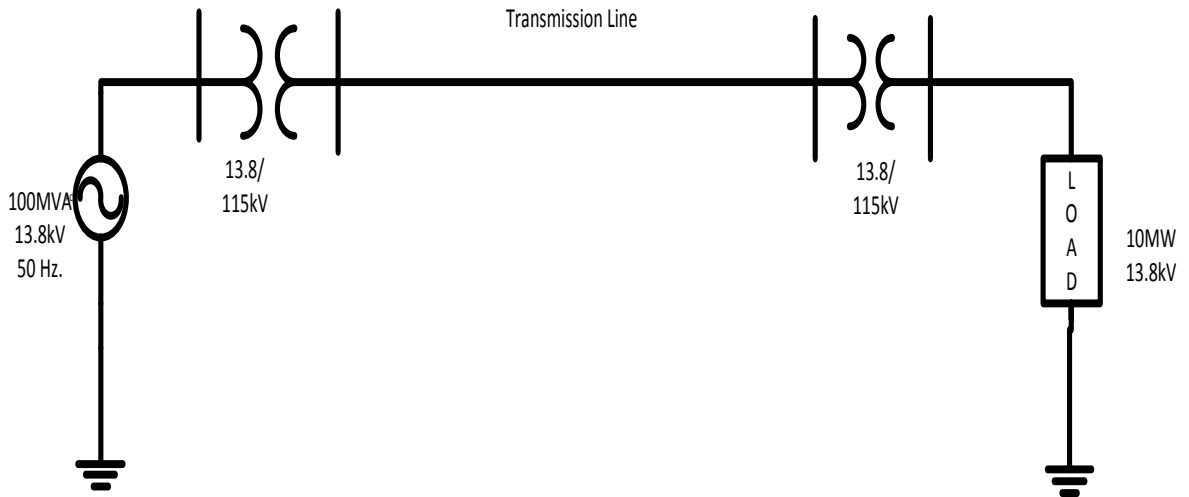 Transmission Line
100MVA
13.8kV
50 Hz.
13.8/
115kV
13.8/
115kV
L
O
A
D
10MW
13.8kV